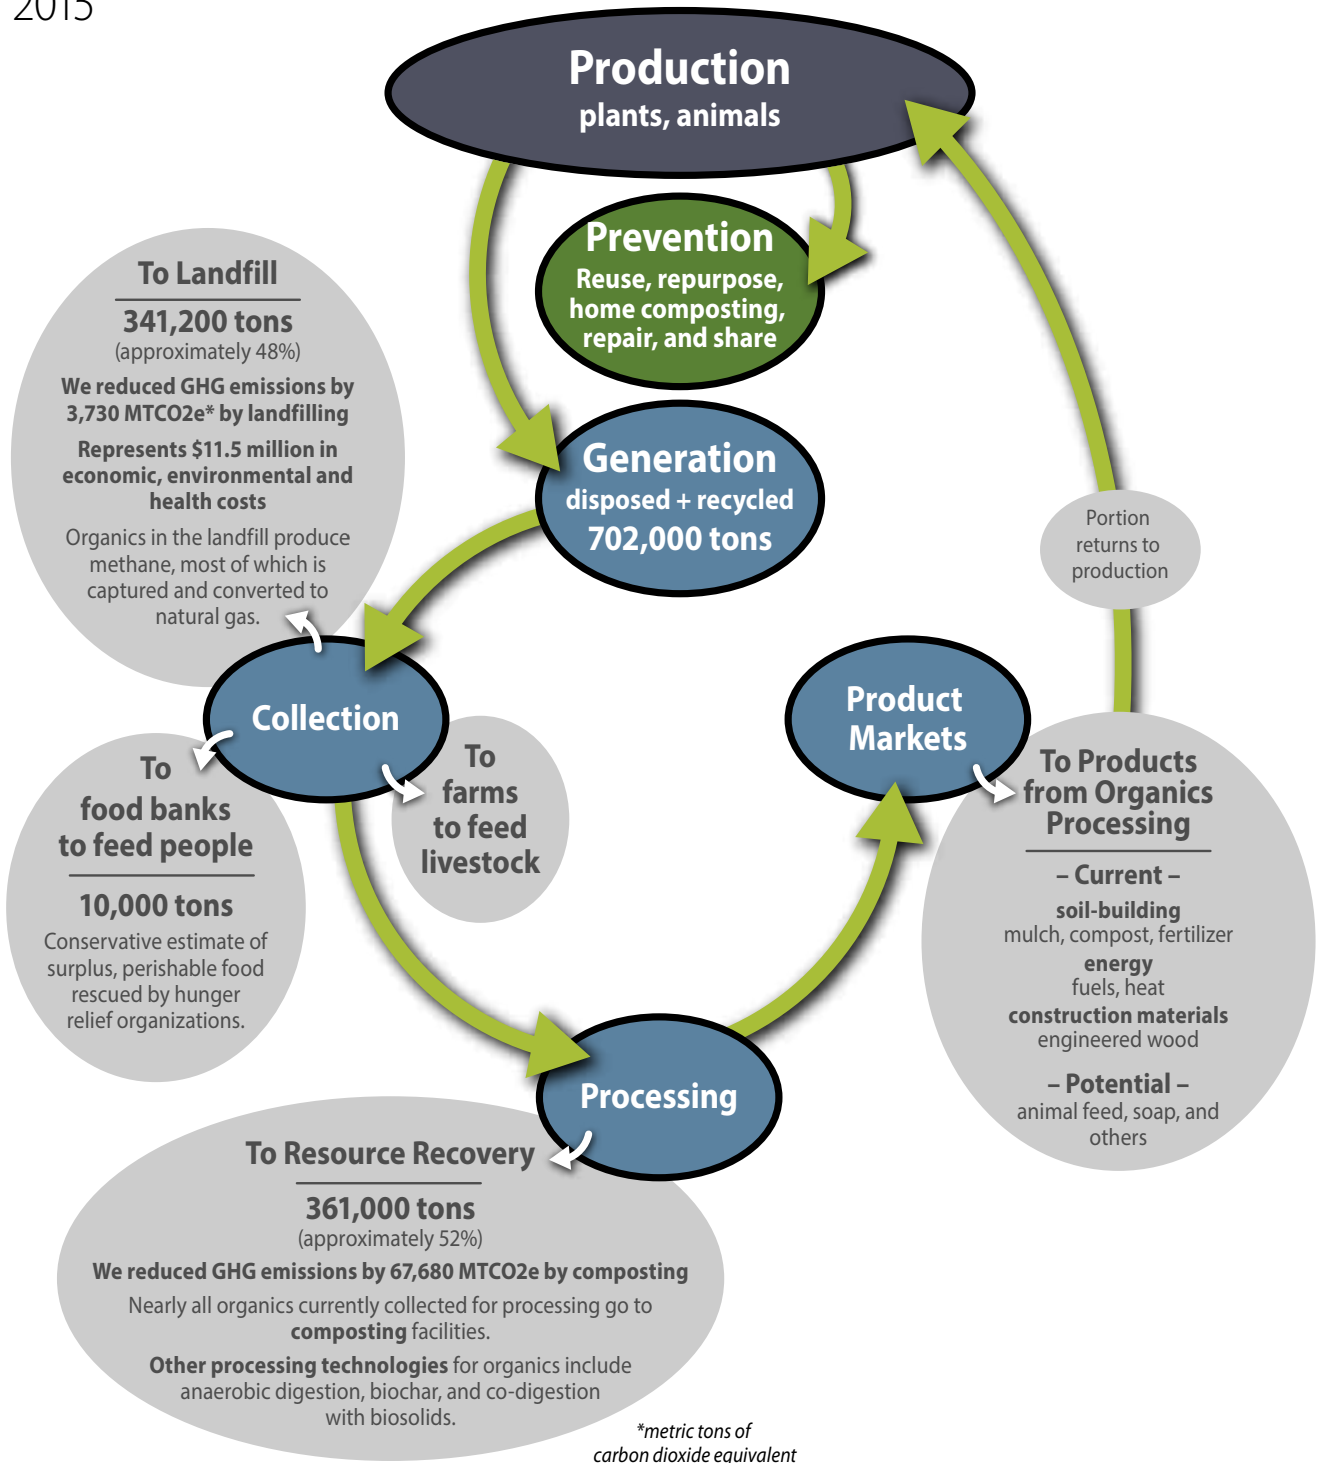 2015
Production
plants, animals
Prevention
Reuse, repurpose,
home composting,
repair, and share
To Landfill
341,200 tons
(approximately 48%)
We reduced GHG emissions by
3,730 MTCO2e* by landfilling
Represents $11.5 million in
economic, environmental and
health costs
Organics in the landfill produce
methane, most of which is
captured and converted to
natural gas.
Generation
disposed + recycled
702,000 tons
Portion
returns to
production
Collection
To
food banks
to feed people
10,000 tons
Conservative estimate of
surplus, perishable food
rescued by hunger
relief organizations.
To
farms
to feed
livestock
Product
Markets
To Products
from Organics
Processing
– Current –
soil-building
mulch, compost, fertilizer
energy
fuels, heat
construction materials
engineered wood
– Potential –
animal feed, soap, and
others
Processing
To Resource Recovery
361,000 tons
(approximately 52%)
We reduced GHG emissions by 67,680 MTCO2e by composting
Nearly all organics currently collected for processing go to
composting facilities.
Other processing technologies for organics include
anaerobic digestion, biochar, and co-digestion
with biosolids.
*metric tons of
carbon dioxide equivalent